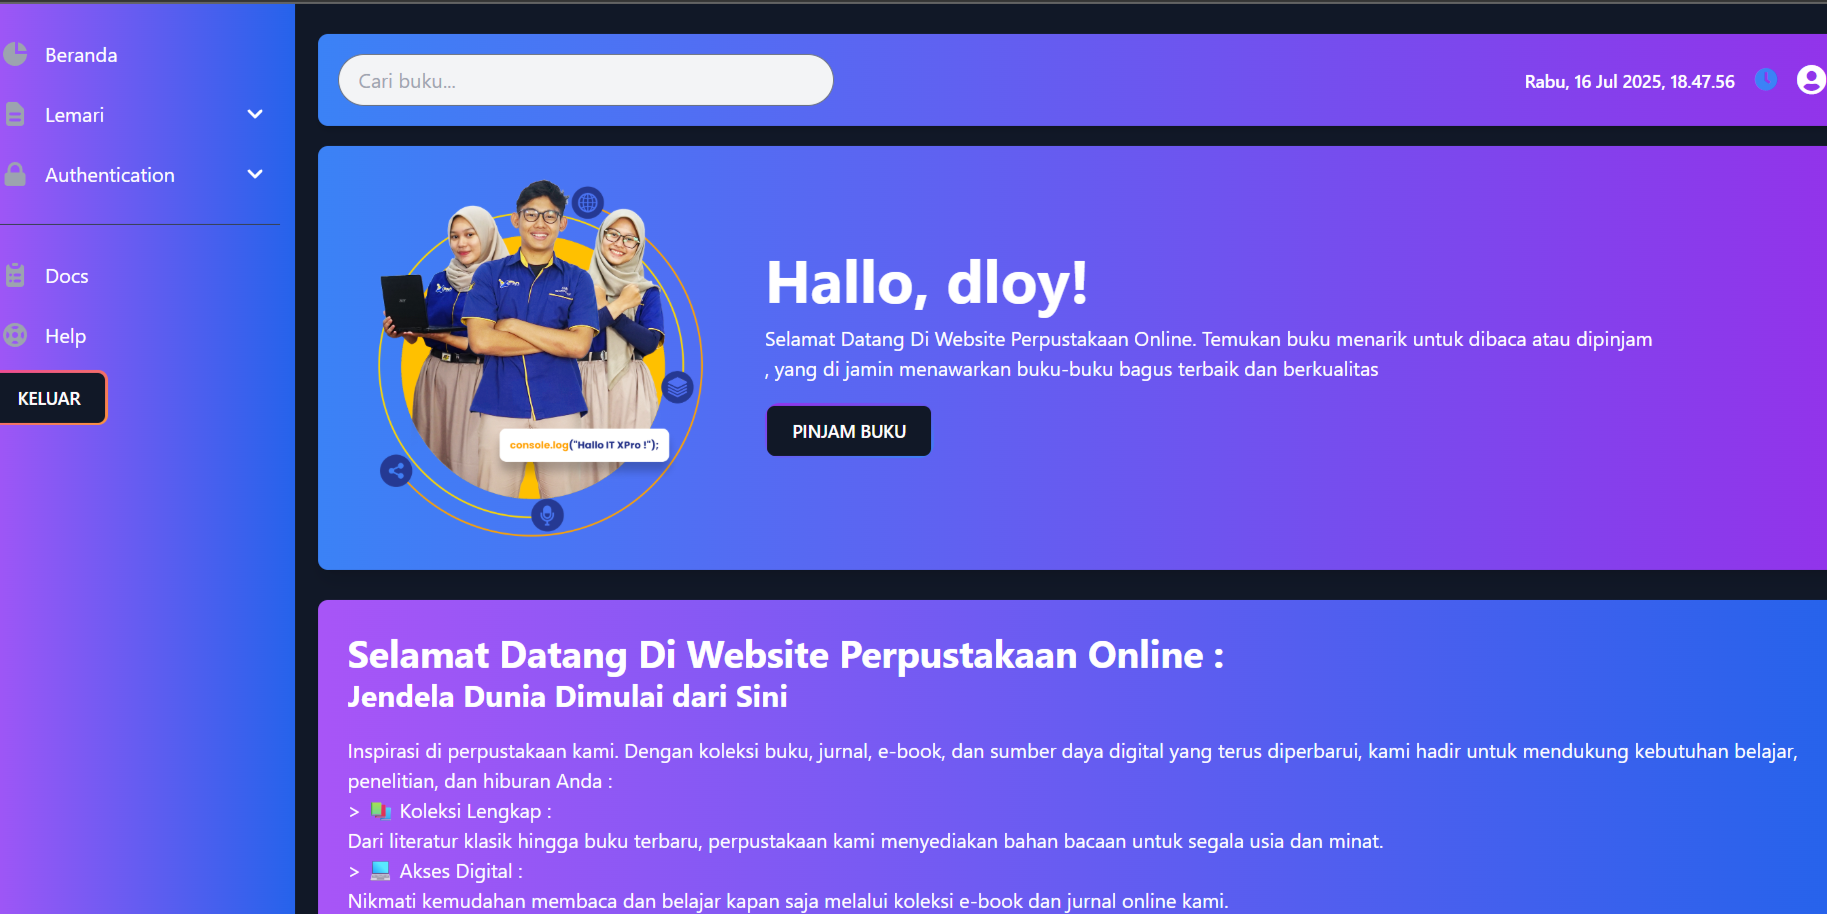 Beranda
Lemari
Authentication
Docs
Help
KELUAR
Cari buku...
Rabu, 16 Jul 2025, 18.47.56
console.log("Hallo IT XPro !");
Hallo, dloy!
Selamat Datang Di Website Perpustakaan Online. Temukan buku menarik untuk dibaca atau dipinjam
, yang di jamin menawarkan buku-buku bagus terbaik dan berkualitas
PINJAM BUKU
Selamat Datang Di Website Perpustakaan Online :
Jendela Dunia Dimulai dari Sini
Inspirasi di perpustakaan kami. Dengan koleksi buku, jurnal, e-book, dan sumber daya digital yang terus diperbarui, kami hadir untuk mendukung kebutuhan belajar,
penelitian, dan hiburan Anda :
> 📚 Koleksi Lengkap :
Dari literatur klasik hingga buku terbaru, perpustakaan kami menyediakan bahan bacaan untuk segala usia dan minat.
> 💻 Akses Digital :
Nikmati kemudahan membaca dan belajar kapan saja melalui koleksi e-book dan jurnal online kami.